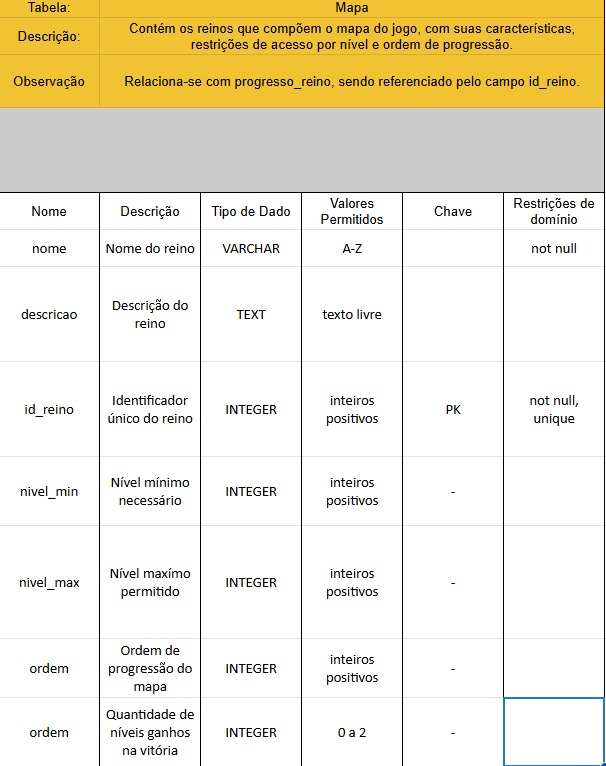 Tabela: Mapa
Descrição: Contém os reinos que compõem o mapa do jogo, com suas características,
restrições de acesso por nível e ordem de progressão.
Observação Relaciona-se com progresso_reino, sendo referenciado pelo campo id_reino.
Nome Descrição Tipo de Dado Valores Permitidos Chave Restrições de domínio
nome Nome do reino VARCHAR A-Z not null
descricao Descrição do reino TEXT texto livre
id_reino Identificador único do reino INTEGER inteiros positivos PK not null, unique
nivel_min Nível mínimo necessário INTEGER inteiros positivos -
nivel_max Nível maxímo permitido INTEGER inteiros positivos -
ordem Ordem de progressão do mapa INTEGER inteiros positivos -
ordem Quantidade de níveis ganhos na vitória INTEGER 0 a 2 -